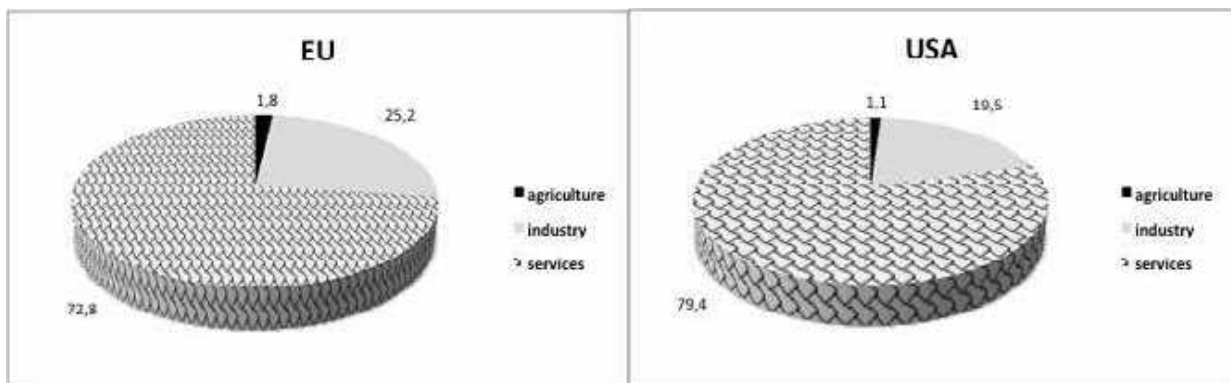 EU
1,8
25,2
agriculture
industry
services
72,8
USA
1.1
19,5
agriculture
industry
services
79,4